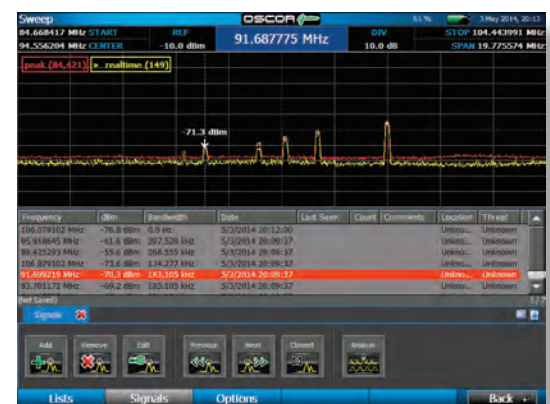 Sweep OSCOR 61 % 3 May 2014, 20:13
84.668417 MHz START REF 91.687775 MHz DIV STOP 104.443991 MHz
94.556204 MHz CENTER -10.0 dBm 10.0 dB SPAN 19.775574 MHz
peak (84,421) ▸ realtime (149)
-71.3 dBm
Frequency dBm Bandwidth Date Last Seen Count Comments Location Threat
106.079102 MHz -76.8 dBm 0.0 Hz 5/3/2014 20:12:00 Unkno... Unknown
95.910645 MHz -61.6 dBm 207.520 kHz 5/3/2014 20:09:37 Unkno... Unknown
98.425293 MHz -55.6 dBm 268.555 kHz 5/3/2014 20:09:37 Unkno... Unknown
106.079102 MHz -73.6 dBm 134.277 kHz 5/3/2014 20:09:37 Unkno... Unknown
91.699219 MHz -70.3 dBm 183.105 kHz 5/3/2014 20:09:37 Unkno... Unknown
93.701172 MHz -69.2 dBm 183.105 kHz 5/3/2014 20:09:37 Unkno... Unknown
(Not Saved) 5/7
Signals
Add Remove Edit Previous Next Closest Analyze
Lists Signals Options Back